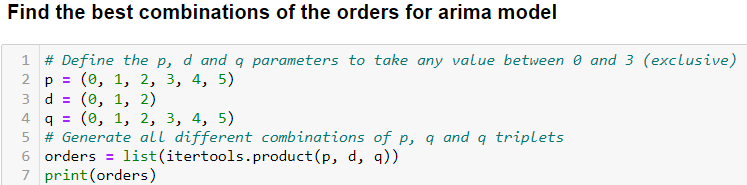 Find the best combinations of the orders for arima model
1 # Define the p, d and q parameters to take any value between 0 and 3 (exclusive)
2 p = (0, 1, 2, 3, 4, 5)
3 d = (0, 1, 2)
4 q = (0, 1, 2, 3, 4, 5)
5 # Generate all different combinations of p, q and q triplets
6 orders = list(itertools.product(p, d, q))
7 print(orders)